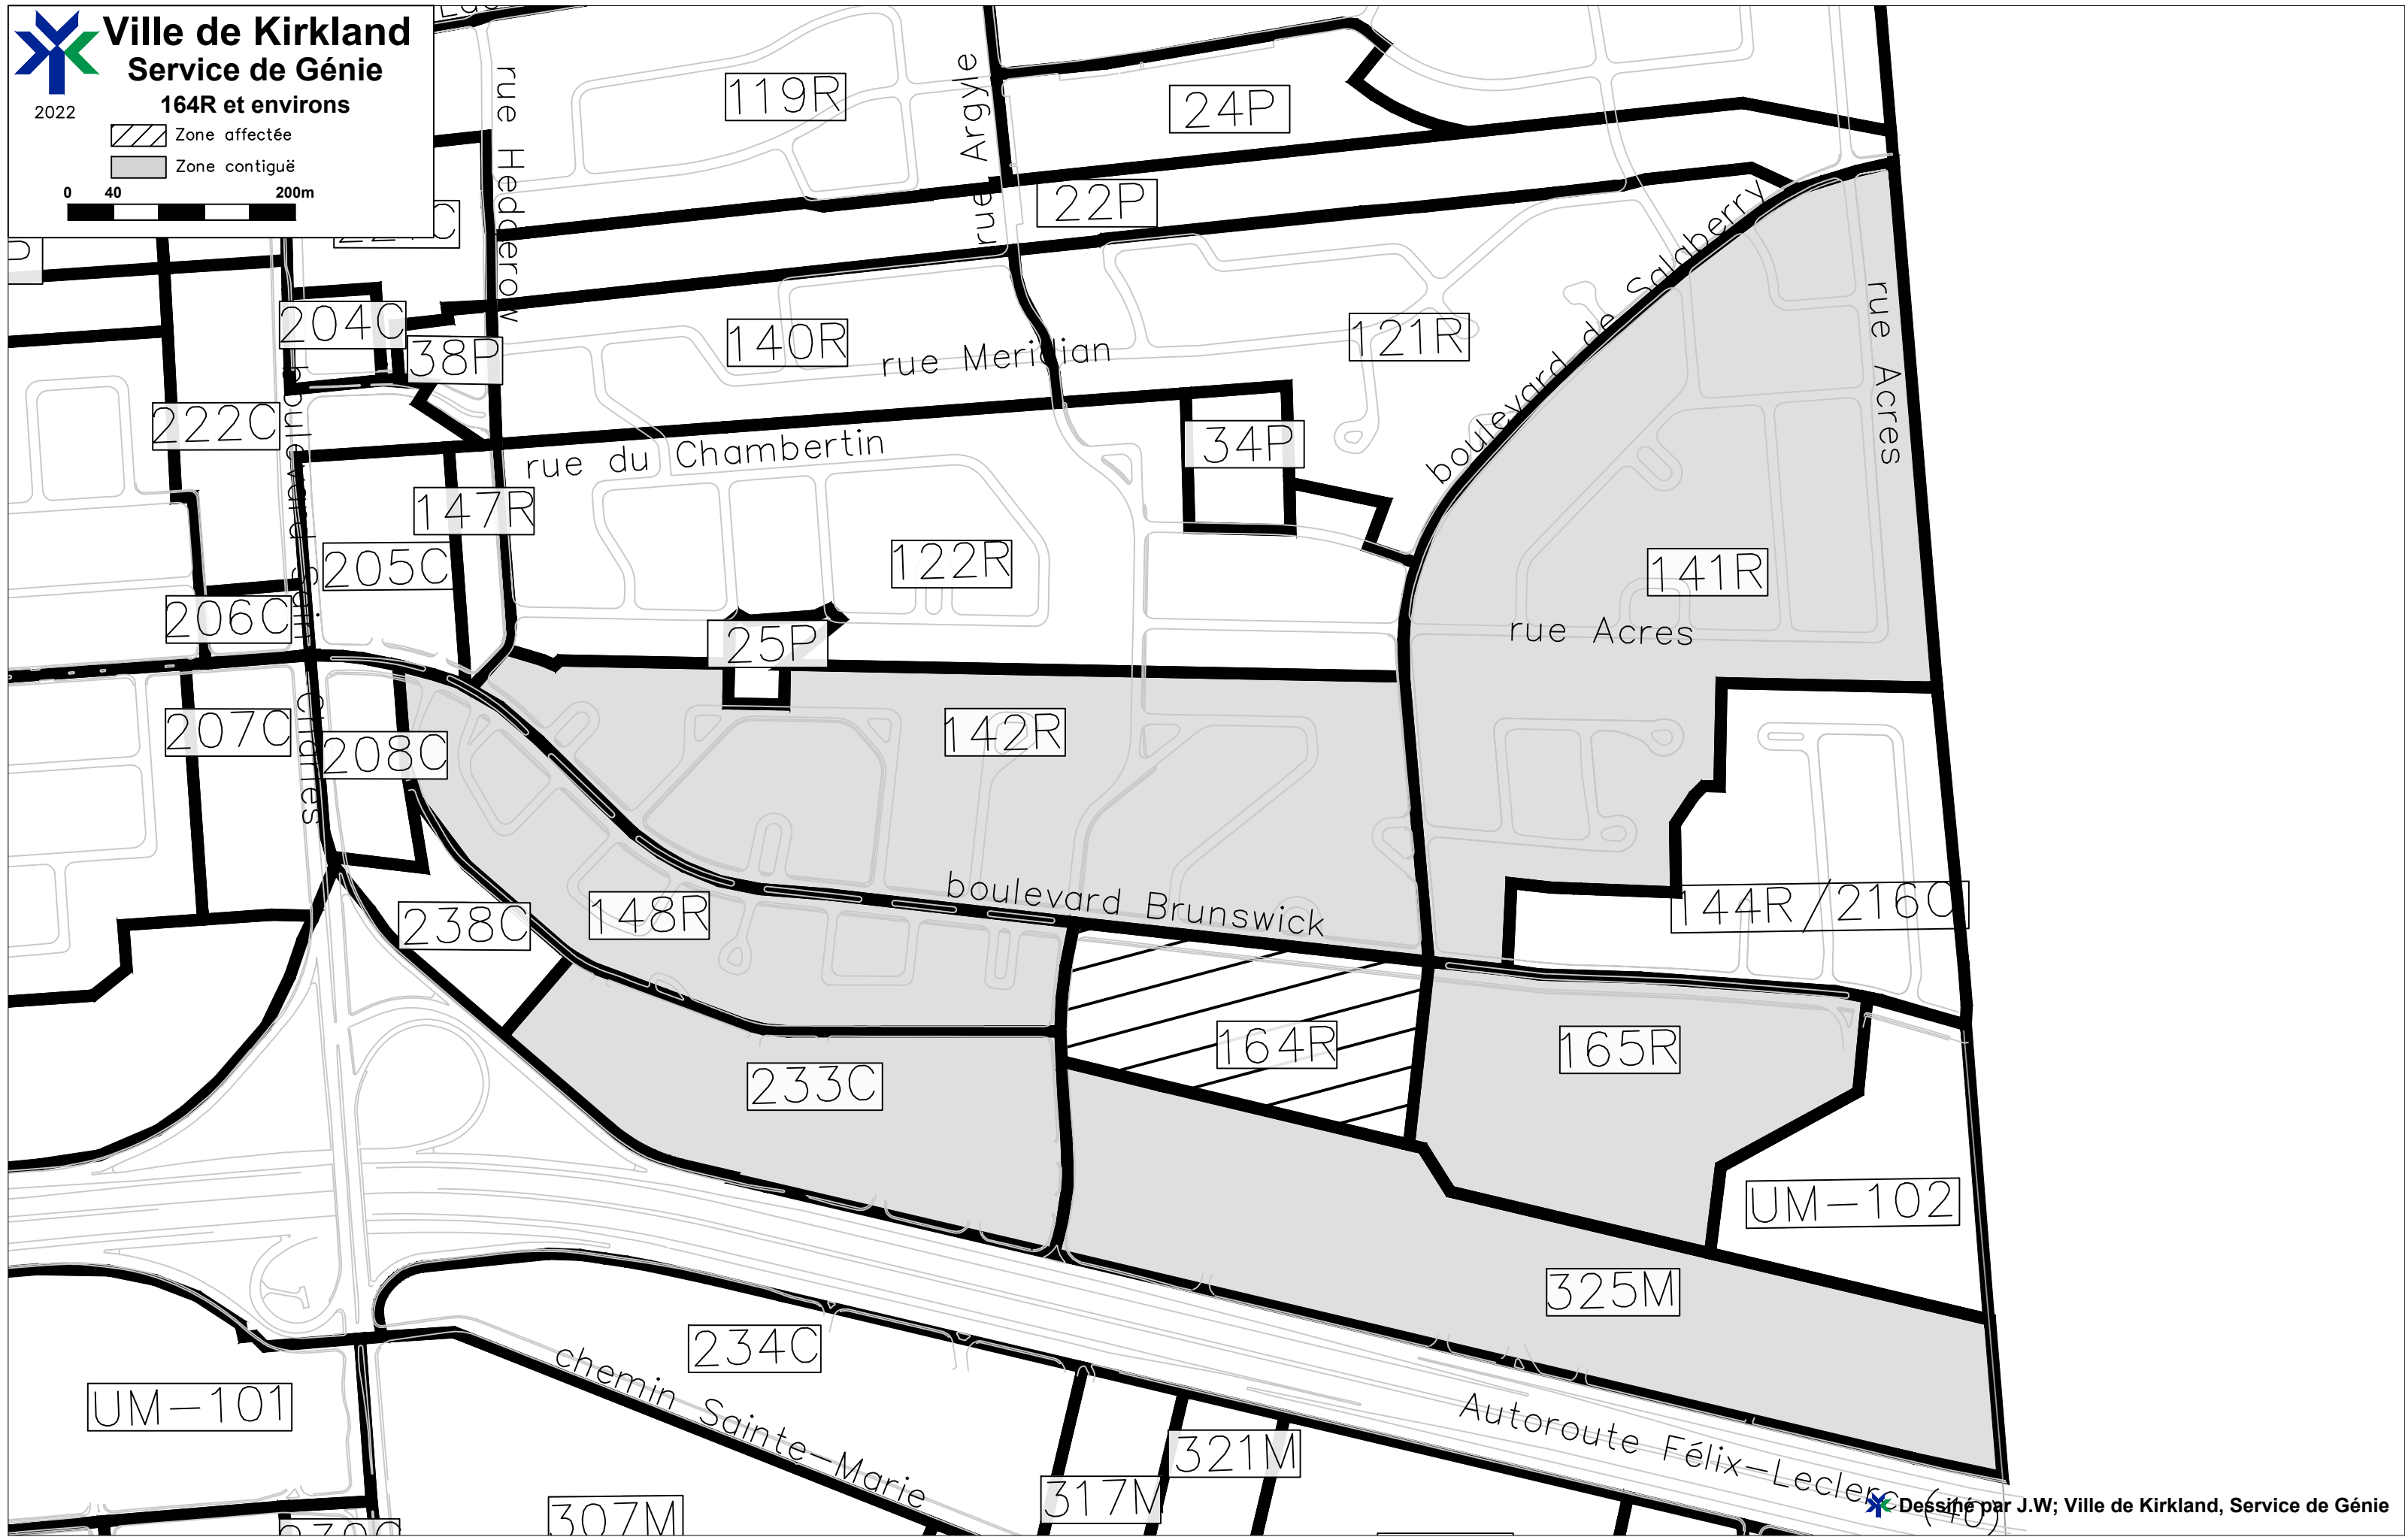 Ville de Kirkland
Service de Génie
2022
164R et environs
Zone affectée
Zone contiguë
0 40 200m
rue Hedgerow
119R
rue Argyle
24P
22P
204C
38P
140R
rue Meridian
121R
boulevard de Salaberry
rue Acres
222C
boulevard Saint-Charles
rue du Chambertin
34P
147R
205C
122R
141R
206C
25P
rue Acres
207C
208C
142R
boulevard Brunswick
148R
238C
144R/216C
164R
165R
233C
UM-102
325M
234C
chemin Sainte-Marie
UM-101
321M
317M
307M
Autoroute Félix-Leclerc (40)
Dessiné par J.W; Ville de Kirkland, Service de Génie